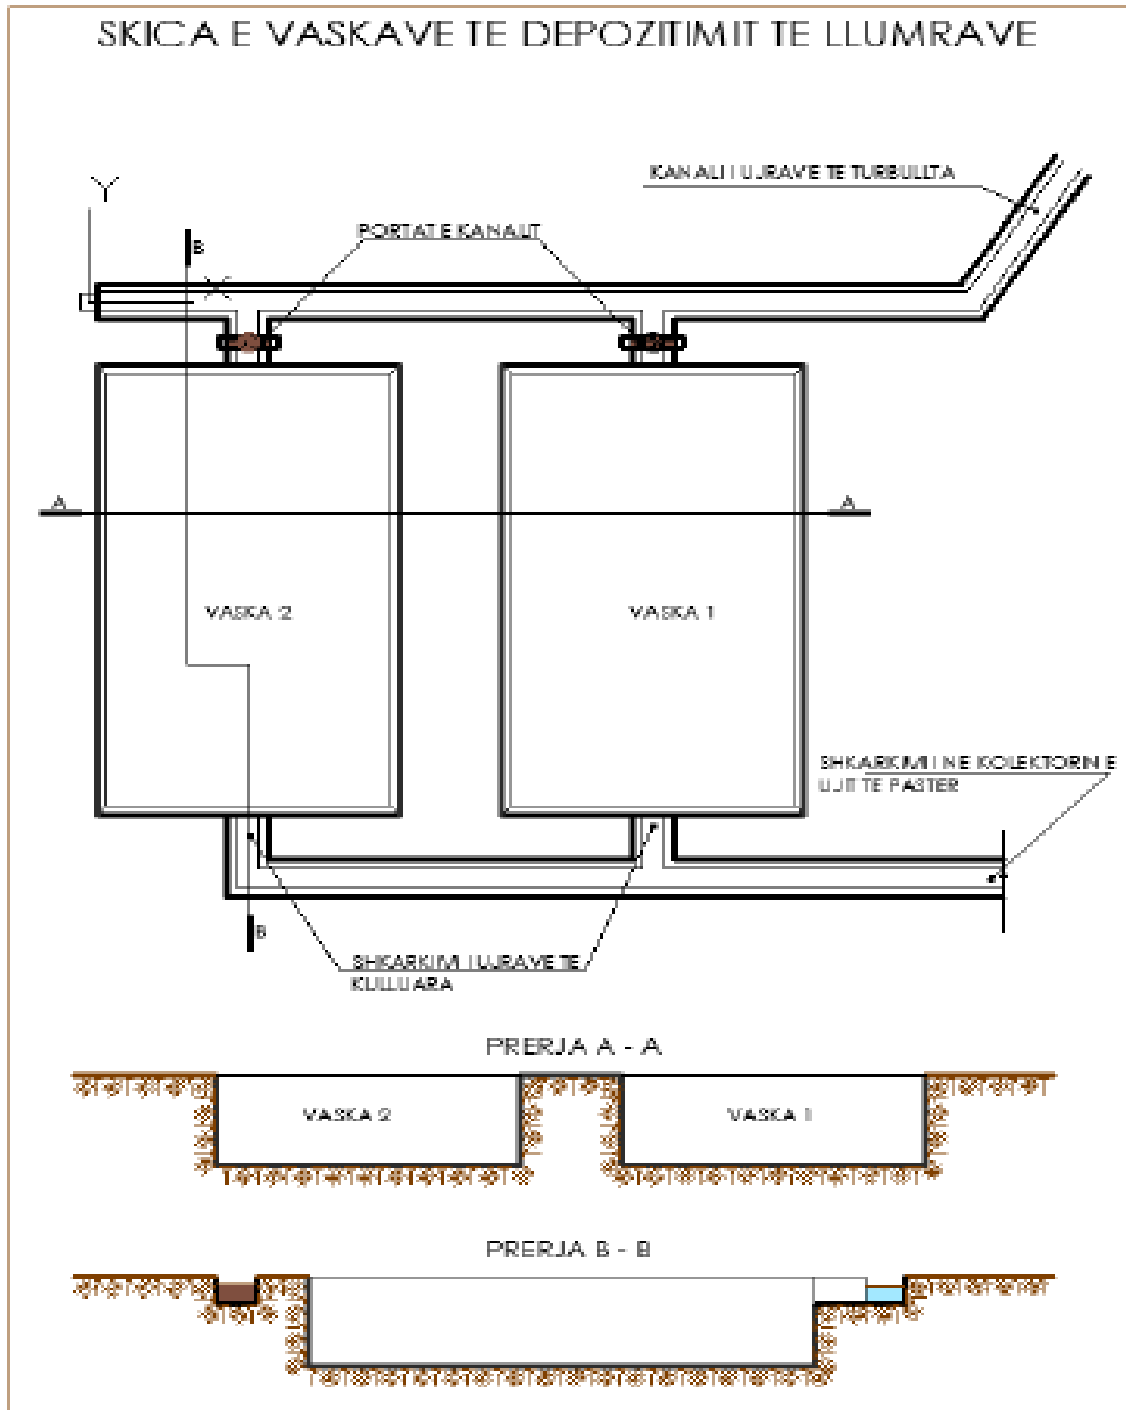 SKICA E VASKAVE TE DEPOZITIMIT TE LLUMRAVE
KANALI I UJRAVE TE TURBULLTA
Y
B
PORTAT E KANALIT
X
A
A
VASKA 2
VASKA 1
SHKARKIMI NE KOLEKTORIN E
UJIT TE PASTER
B
SHKARKIMI I UJRAVE TE
KULLUARA
PRERJA A - A
VASKA 2
VASKA 1
PRERJA B - B